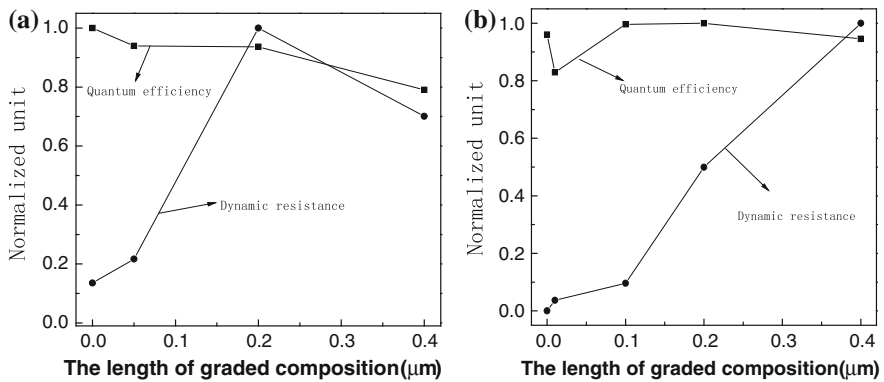 (a)
1.0
0.8
0.6
0.4
0.2
0.0
Normalized unit
Quantum efficiency
Dynamic resistance
0.0 0.1 0.2 0.3 0.4
The length of graded composition(μm)
(b)
1.0
0.8
0.6
0.4
0.2
0.0
Normalized unit
Quantum efficiency
Dynamic resistance
0.0 0.1 0.2 0.3 0.4
The length of graded composition(μm)